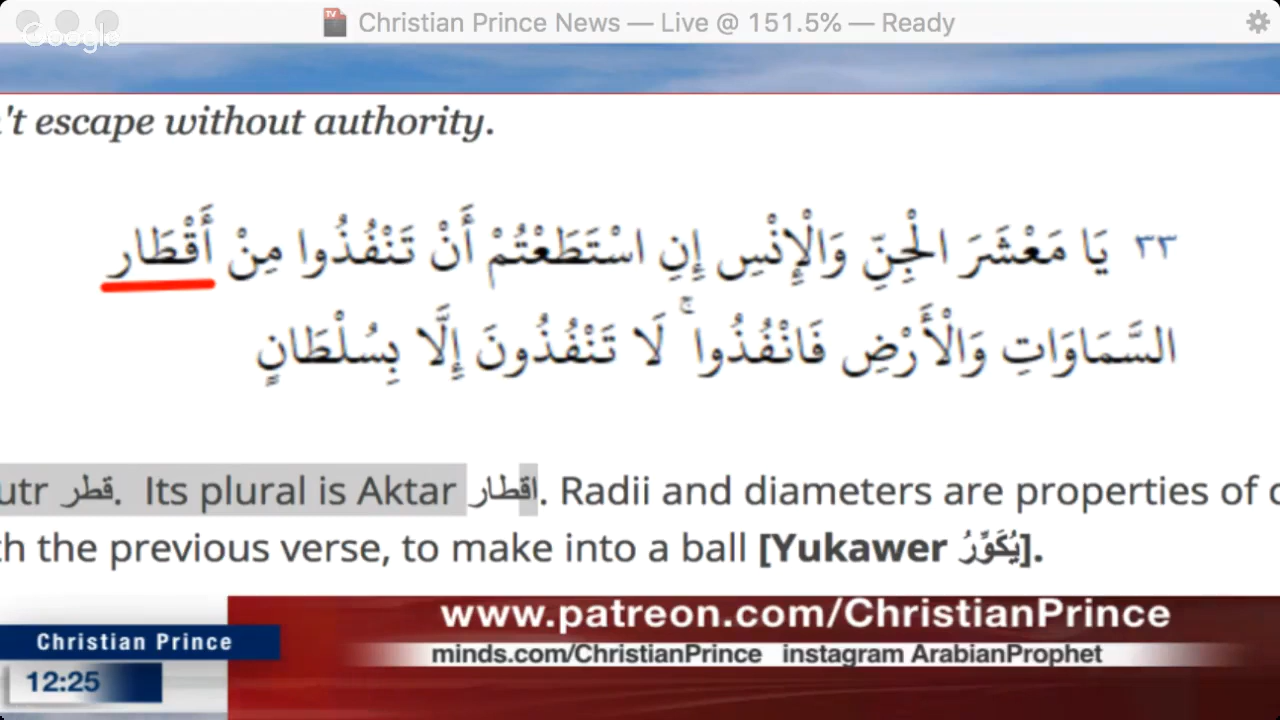 Christian Prince News — Live @ 151.5% — Ready
Google
't escape without authority.
٣٣ يَا مَعْشَرَ الْجِنِّ وَالْإِنْسِ إِنِ اسْتَطَعْتُمْ أَنْ تَنْفُذُوا مِنْ أَقْطَارِ
السَّمَاوَاتِ وَالْأَرْضِ فَانْفُذُوا ۚ لَا تَنْفُذُونَ إِلَّا بِسُلْطَانٍ
utr قطر. Its plural is Aktar اقطار. Radii and diameters are properties of
h the previous verse, to make into a ball [Yukawer يُكَوِّرُ].
www.patreon.com/ChristianPrince
Christian Prince
minds.com/ChristianPrince instagram ArabianProphet
12:25